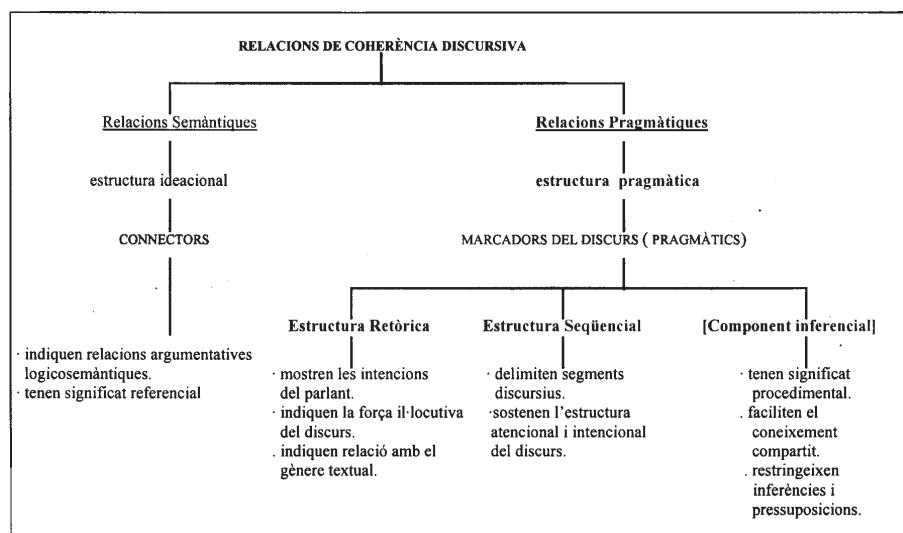 RELACIONS DE COHERÈNCIA DISCURSIVA
Relacions Semàntiques
Relacions Pragmàtiques
estructura ideacional
estructura pragmàtica
CONNECTORS
MARCADORS DEL DISCURS ( PRAGMÀTICS)
Estructura Retòrica
Estructura Seqüencial
[Component inferencial]
· indiquen relacions argumentatives
logicosemàntiques.
· tenen significat referencial
· mostren les intencions
del parlant.
· indiquen la força il·locutiva
del discurs.
. indiquen relació amb el
gènere textual.
· delimiten segments
discursius.
·sostenen l'estructura
atencional i intencional
del discurs.
· tenen significat
procedimental.
. faciliten el
coneixement
compartit.
. restringeixen
inferències i
pressuposicions.